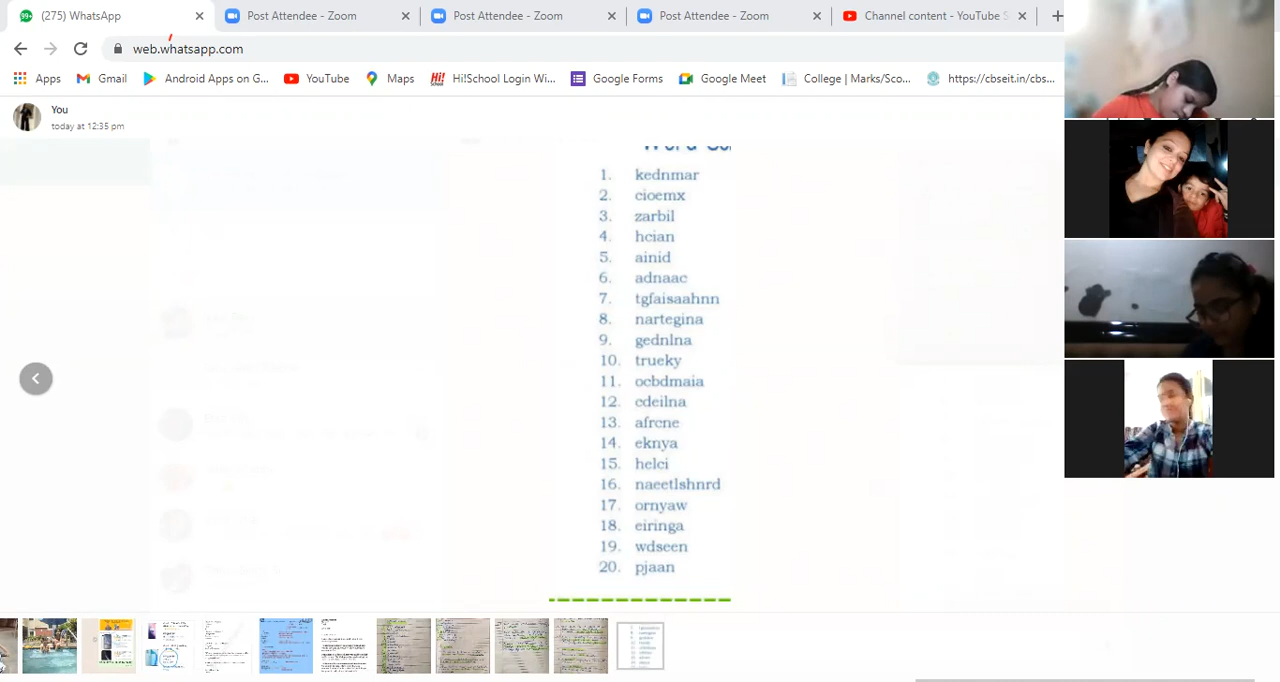 (275) WhatsApp
Post Attendee - Zoom
Post Attendee - Zoom
Post Attendee - Zoom
Channel content - YouTube S
web.whatsapp.com
Apps
Gmail
Android Apps on G...
YouTube
Maps
Hi! Hi!School Login Wi...
Google Forms
Google Meet
College | Marks/Sco...
https://cbseit.in/cbs...
You
today at 12:35 pm
1. kednmar
2. cioemx
3. zarbil
4. hcian
5. ainid
6. adnaac
7. tgfaisaahnn
8. nartegina
9. gednlna
10. trueky
11. ocbdmaia
12. cdeilna
13. afrcne
14. eknya
15. helci
16. naeetlshnrd
17. ornyaw
18. eiringa
19. wdseen
20. pjaan